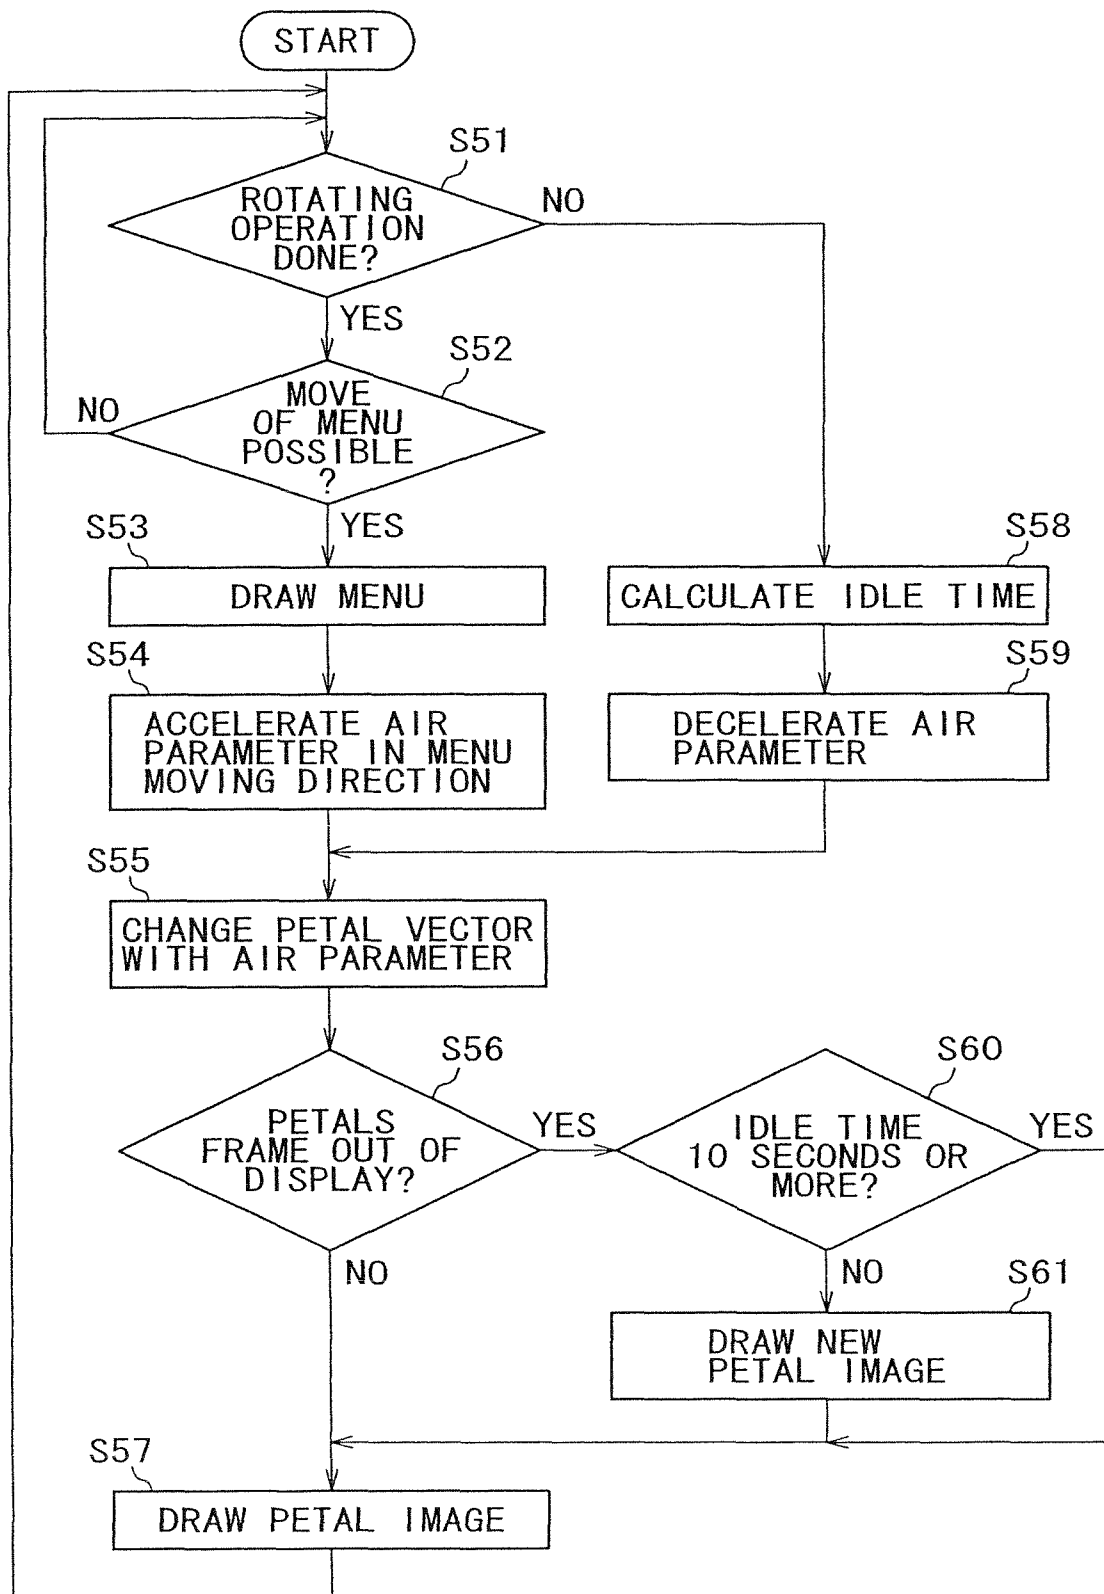 START
S51
ROTATING
OPERATION
DONE?
NO
YES
S52
MOVE
OF MENU
POSSIBLE
?
NO
YES
S53
DRAW MENU
S58
CALCULATE IDLE TIME
S54
ACCELERATE AIR
PARAMETER IN MENU
MOVING DIRECTION
S59
DECELERATE AIR
PARAMETER
S55
CHANGE PETAL VECTOR
WITH AIR PARAMETER
S56
PETALS
FRAME OUT OF
DISPLAY?
YES
NO
S60
IDLE TIME
10 SECONDS OR
MORE?
YES
NO
S61
DRAW NEW
PETAL IMAGE
S57
DRAW PETAL IMAGE